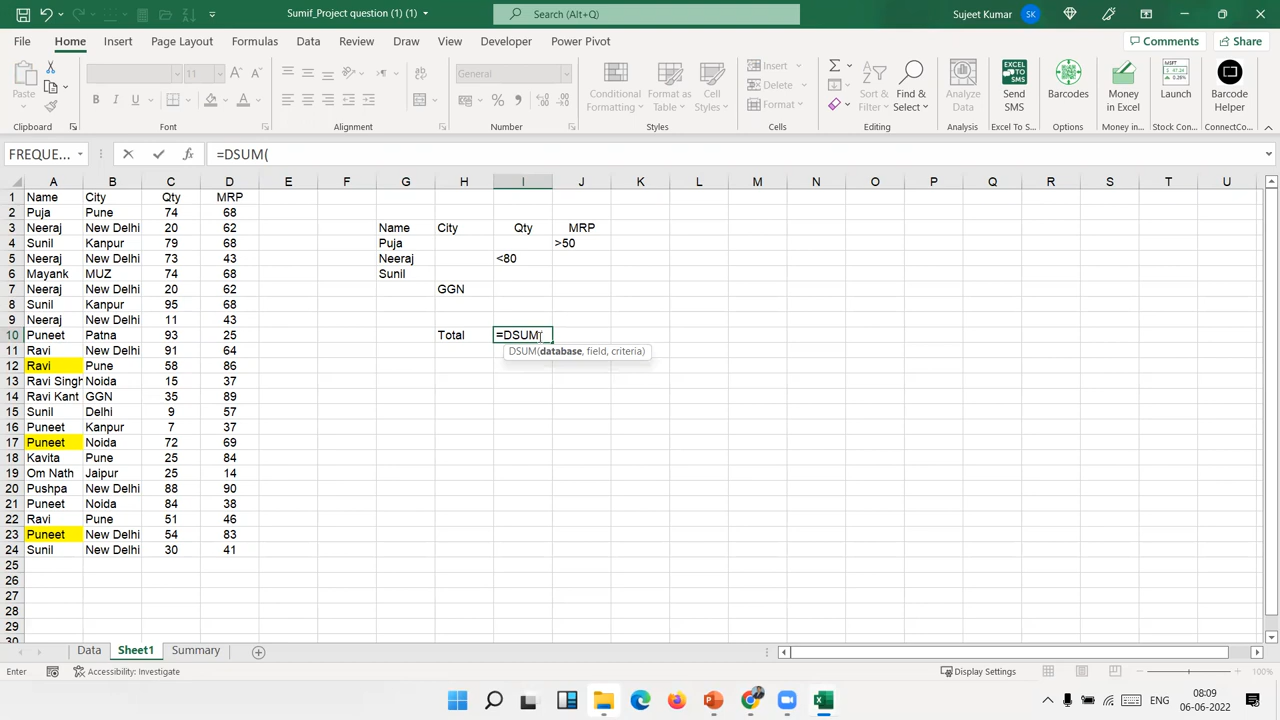 Sumif_Project question (1) (1)
Search (Alt+Q)
Sujeet Kumar SK
File Home Insert Page Layout Formulas Data Review Draw View Developer Power Pivot
Comments Share
Paste
General
Conditional Formatting
Format as Table
Cell Styles
Insert
Delete
Format
Sort & Filter
Find & Select
Analyze Data
Send SMS
Barcodes
Money in Excel
Launch
Barcode Helper
Clipboard Font Alignment Number Styles Cells Editing Analysis Excel To S... Options Money in... Stock Con... ConnectCo...
FREQUE... =DSUM(
A B C D E F G H I J K L M N O P Q R S T U
1 Name City Qty MRP
2 Puja Pune 74 68
3 Neeraj New Delhi 20 62 Name City Qty MRP
4 Sunil Kanpur 79 68 Puja >50
5 Neeraj New Delhi 73 43 Neeraj <80
6 Mayank MUZ 74 68 Sunil
7 Neeraj New Delhi 20 62 GGN
8 Sunil Kanpur 95 68
9 Neeraj New Delhi 11 43
10 Puneet Patna 93 25 Total =DSUM(
11 Ravi New Delhi 91 64 DSUM(database, field, criteria)
12 Ravi Pune 58 86
13 Ravi Singh Noida 15 37
14 Ravi Kant GGN 35 89
15 Sunil Delhi 9 57
16 Puneet Kanpur 7 37
17 Puneet Noida 72 69
18 Kavita Pune 25 84
19 Om Nath Jaipur 25 14
20 Pushpa New Delhi 88 90
21 Puneet Noida 84 38
22 Ravi Pune 51 46
23 Puneet New Delhi 54 83
24 Sunil New Delhi 30 41
25
26
27
28
29
30
Data Sheet1 Summary
Enter Accessibility: Investigate Display Settings 100%
ENG 08:09
06-06-2022